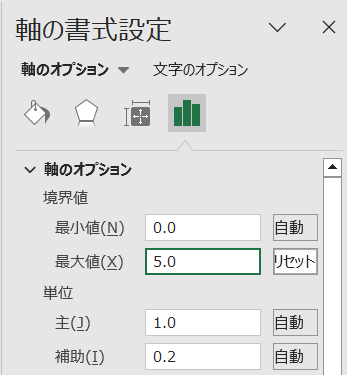 軸の書式設定
軸のオプション 文字のオプション
軸のオプション
境界値
最小値(N) 0.0 自動
最大値(X) 5.0 リセット
単位
主(J) 1.0 自動
補助(I) 0.2 自動